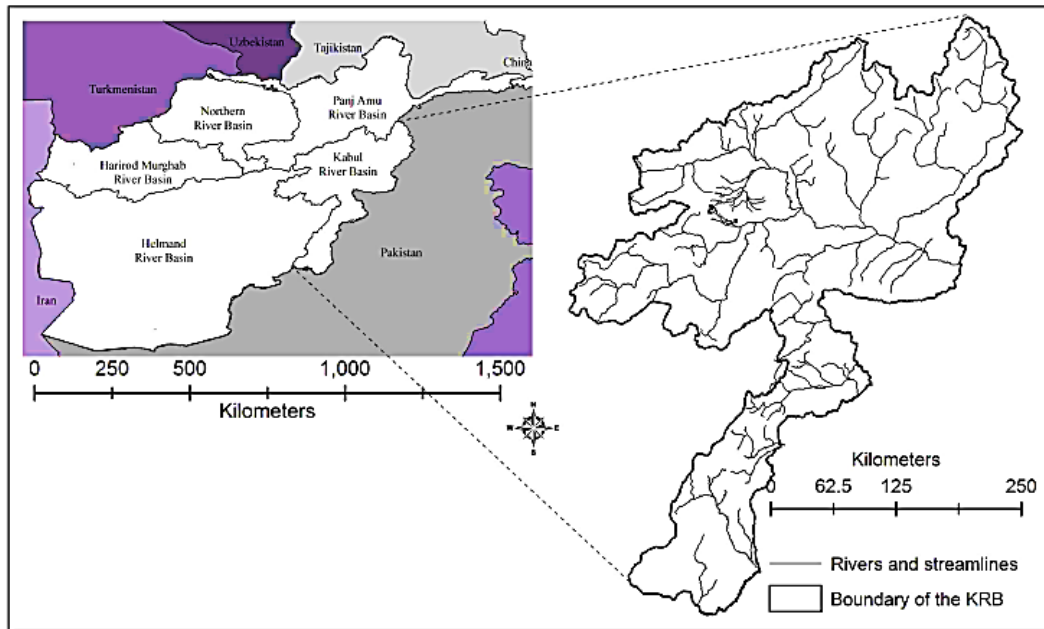 Uzbekistan
Tajikistan
China
Turkmenistan
Northern
River Basin
Panj Amu
River Basin
Harirod Murghab
River Basin
Kabul
River Basin
Helmand
River Basin
Pakistan
Iran
0 250 500 1,000 1,500
Kilometers
N
W E
S
Kilometers
0 62.5 125 250
Rivers and streamlines
Boundary of the KRB